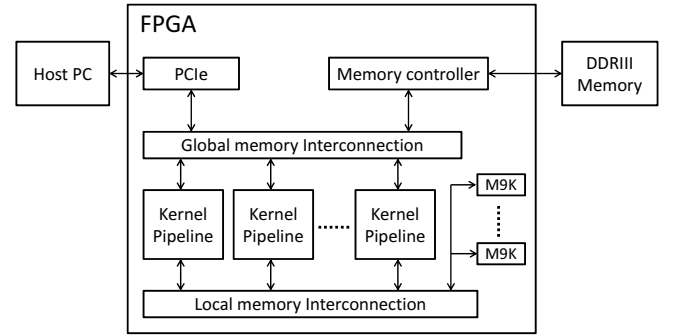 FPGA
Host PC
PCIe
Memory controller
DDRIII
Memory
Global memory Interconnection
Kernel
Pipeline
Kernel
Pipeline
Kernel
Pipeline
M9K
M9K
Local memory Interconnection